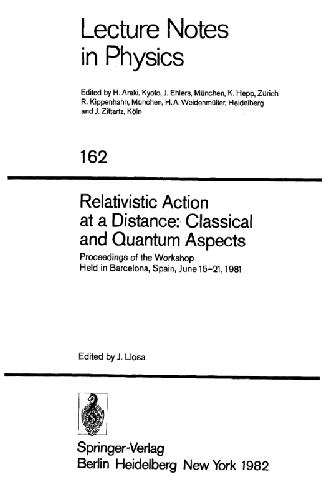 Lecture Notes
in Physics
Edited by H. Araki, Kyoto, J. Ehlers, München, K. Hepp, Zürich
R. Kippenhahn, München, H. A. Weidenmüller, Heidelberg
and J. Zittartz, Köln
162
Relativistic Action
at a Distance: Classical
and Quantum Aspects
Proceedings of the Workshop
Held in Barcelona, Spain, June 15–21, 1981
Edited by J. Llosa
Springer-Verlag
Berlin Heidelberg New York 1982